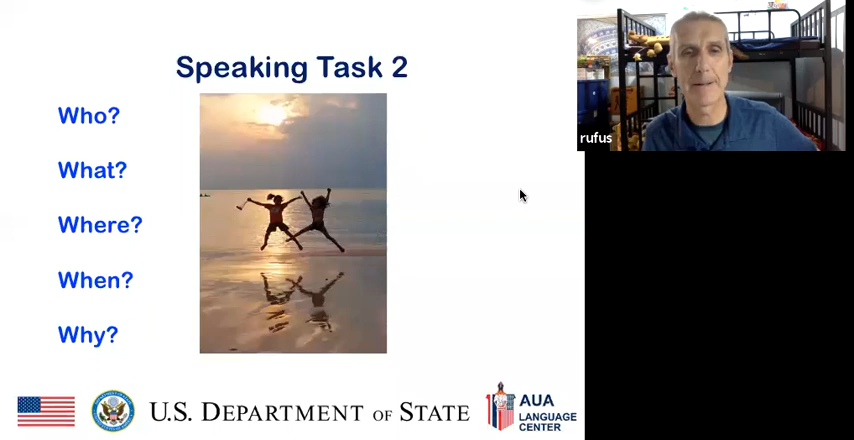 Speaking Task 2
Who?
What?
Where?
When?
Why?
rufus
U.S. DEPARTMENT OF STATE
AUA
LANGUAGE
CENTER